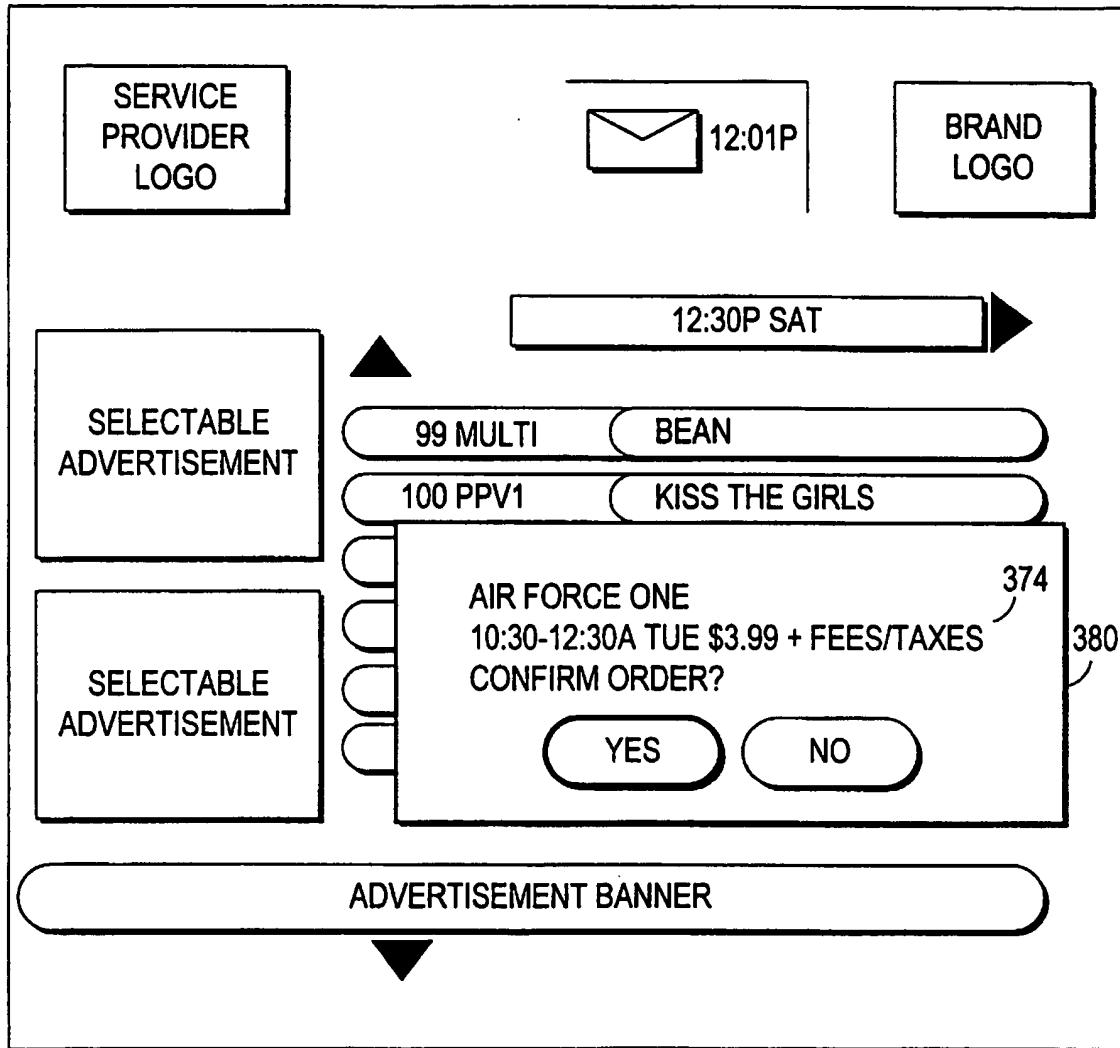 SERVICE
PROVIDER
LOGO
12:01P
BRAND
LOGO
12:30P SAT
SELECTABLE
ADVERTISEMENT
99 MULTI BEAN
100 PPV1 KISS THE GIRLS
SELECTABLE
ADVERTISEMENT
AIR FORCE ONE
374
10:30-12:30A TUE $3.99 + FEES/TAXES
380
CONFIRM ORDER?
YES NO
ADVERTISEMENT BANNER